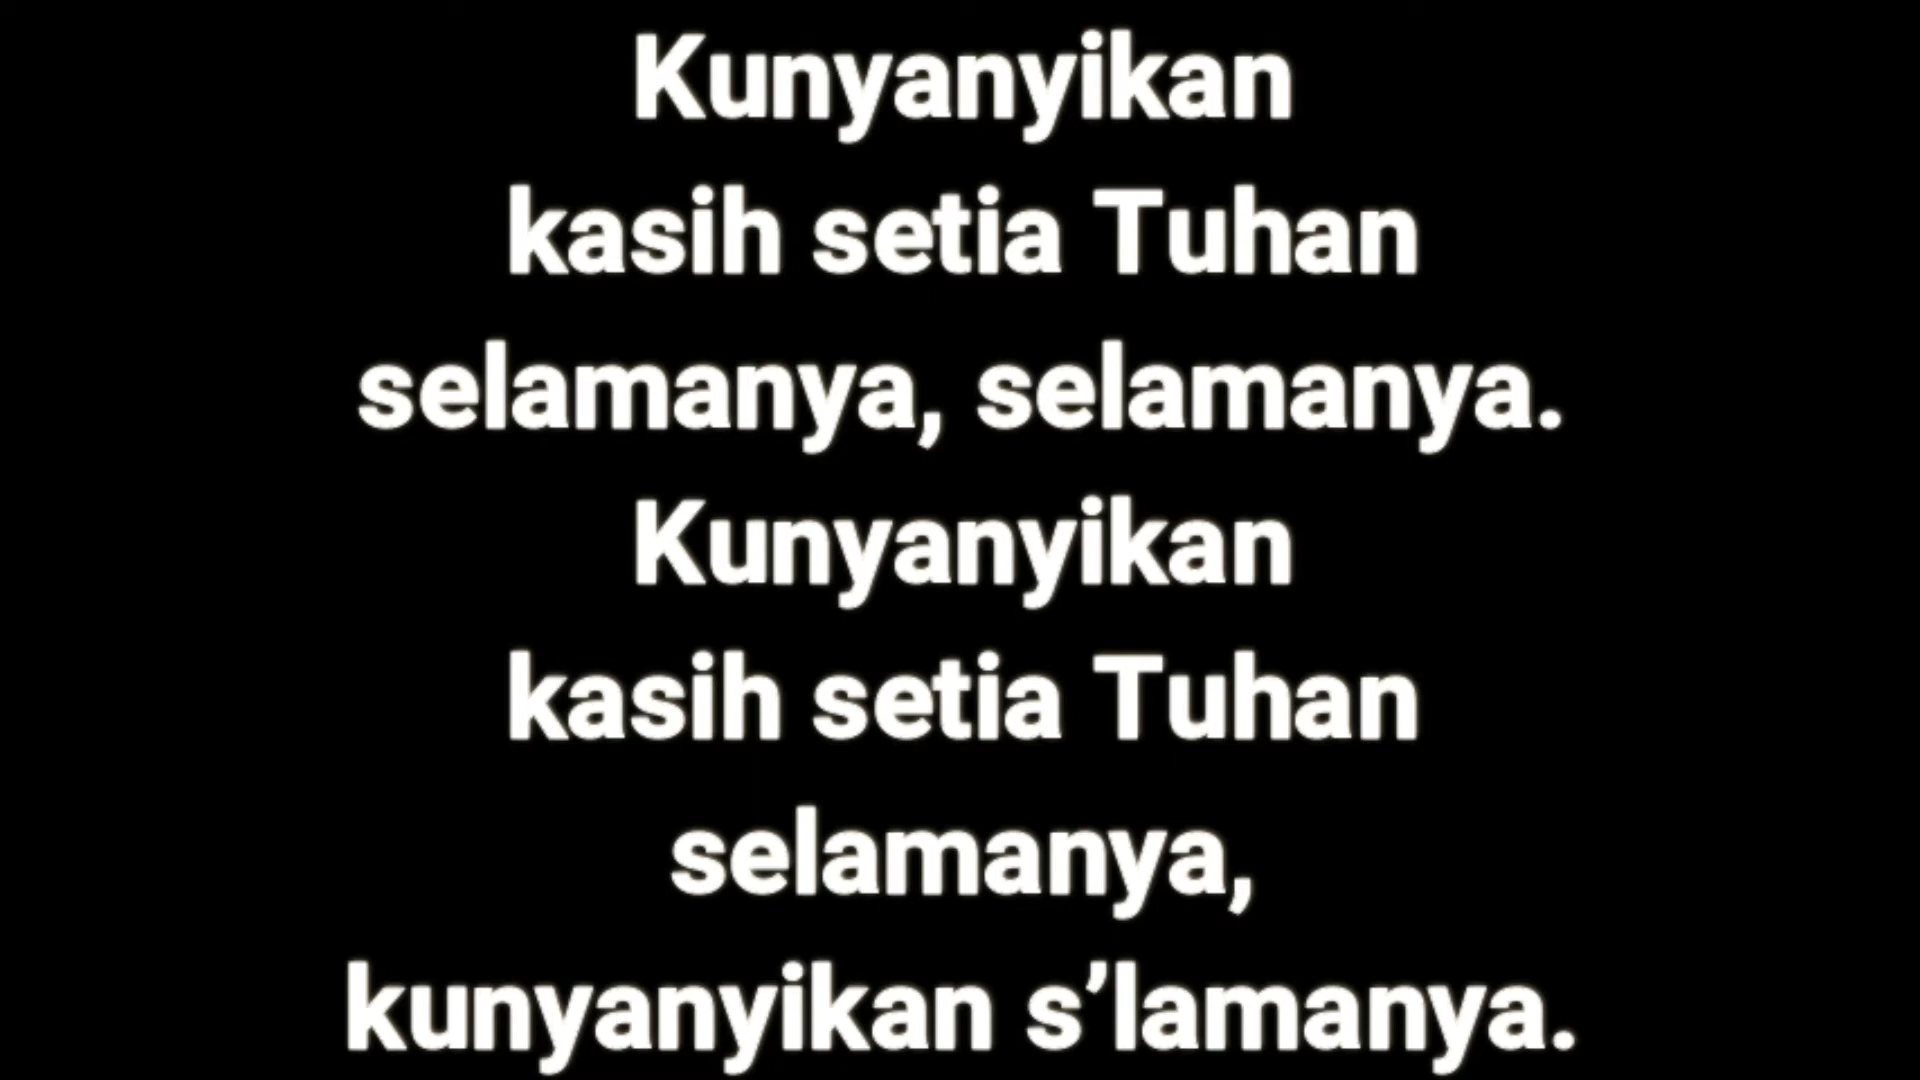 Kunyanyikan
kasih setia Tuhan
selamanya, selamanya.
Kunyanyikan
kasih setia Tuhan
selamanya,
kunyanyikan s’lamanya.